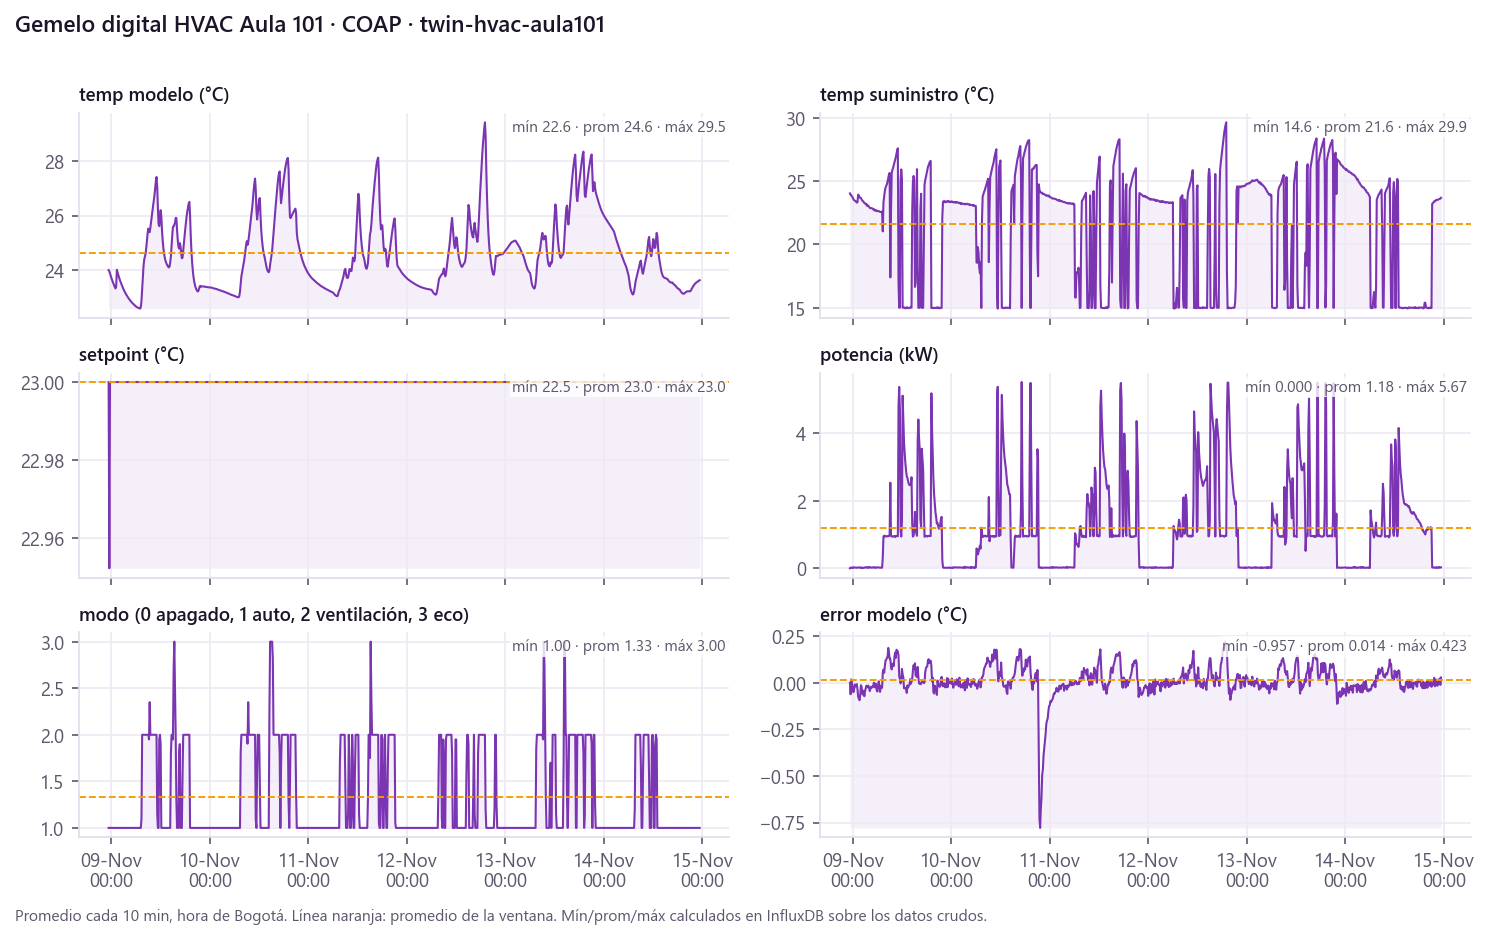 Gemelo digital HVAC Aula 101 · COAP · twin-hvac-aula101
temp modelo (°C)
mín 22.6 · prom 24.6 · máx 29.5
28
26
24
temp suministro (°C)
mín 14.6 · prom 21.6 · máx 29.9
30
25
20
15
setpoint (°C)
mín 22.5 · prom 23.0 · máx 23.0
23.00
22.98
22.96
potencia (kW)
mín 0.000 · prom 1.18 · máx 5.67
4
2
0
modo (0 apagado, 1 auto, 2 ventilación, 3 eco)
mín 1.00 · prom 1.33 · máx 3.00
3.0
2.5
2.0
1.5
1.0
09-Nov 10-Nov 11-Nov 12-Nov 13-Nov 14-Nov 15-Nov
00:00 00:00 00:00 00:00 00:00 00:00 00:00
error modelo (°C)
mín -0.957 · prom 0.014 · máx 0.423
0.25
0.00
−0.25
−0.50
−0.75
09-Nov 10-Nov 11-Nov 12-Nov 13-Nov 14-Nov 15-Nov
00:00 00:00 00:00 00:00 00:00 00:00 00:00
Promedio cada 10 min, hora de Bogotá. Línea naranja: promedio de la ventana. Mín/prom/máx calculados en InfluxDB sobre los datos crudos.